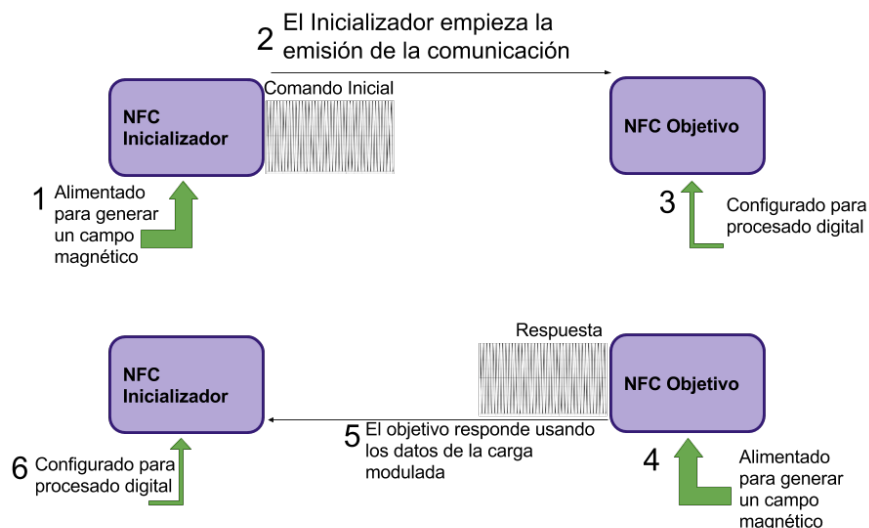 2 El Inicializador empieza la
emisión de la comunicación
Comando Inicial
NFC
Inicializador
NFC Objetivo
1 Alimentado
para generar
un campo
magnético
3 Configurado para
procesado digital
Respuesta
NFC
Inicializador
NFC Objetivo
5 El objetivo responde usando
los datos de la carga
modulada
6 Configurado para
procesado digital
4 Alimentado
para generar
un campo
magnético